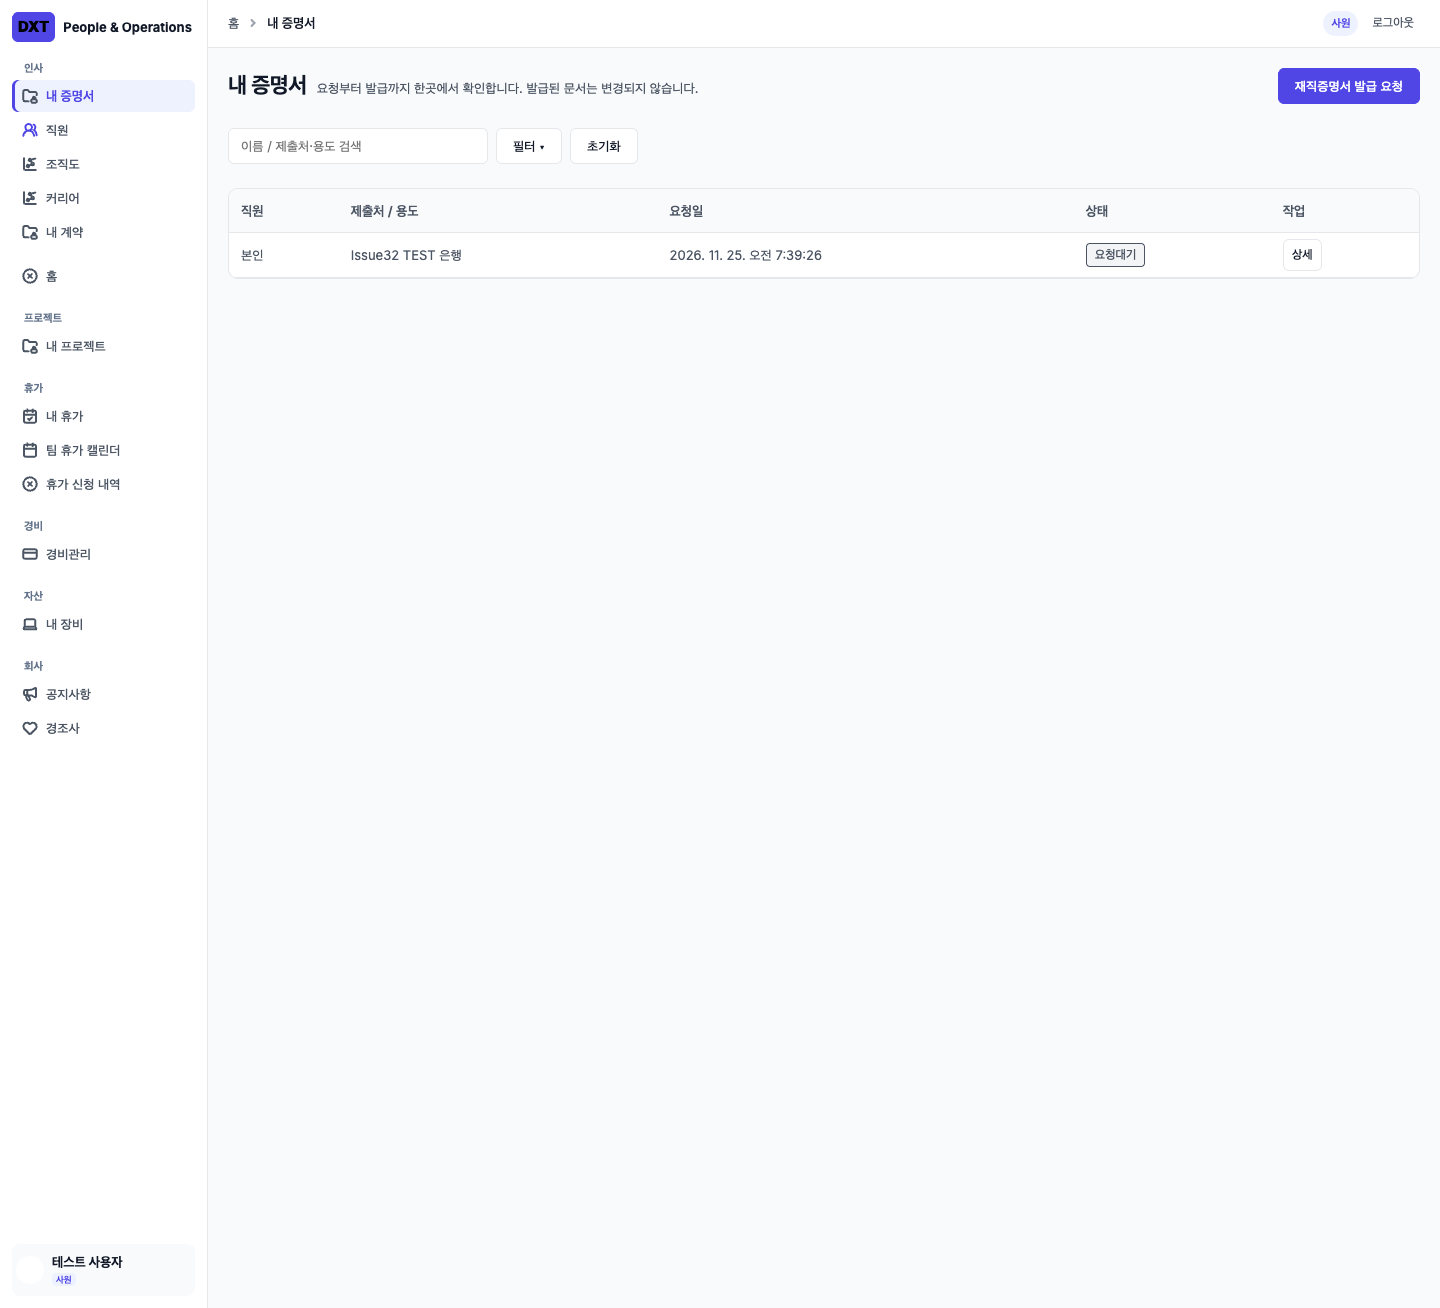 DXT People & Operations
인사
내 증명서
직원
조직도
커리어
내 계약
홈
프로젝트
내 프로젝트
휴가
내 휴가
팀 휴가 캘린더
휴가 신청 내역
경비
경비관리
자산
내 장비
회사
공지사항
경조사
테스트 사용자
사원
홈 > 내 증명서
사원 로그아웃
내 증명서 요청부터 발급까지 한곳에서 확인합니다. 발급된 문서는 변경되지 않습니다.
재직증명서 발급 요청
이름 / 제출처·용도 검색 필터 ▾ 초기화
직원 제출처 / 용도 요청일 상태 작업
본인 Issue32 TEST 은행 2026. 11. 25. 오전 7:39:26 요청대기 상세